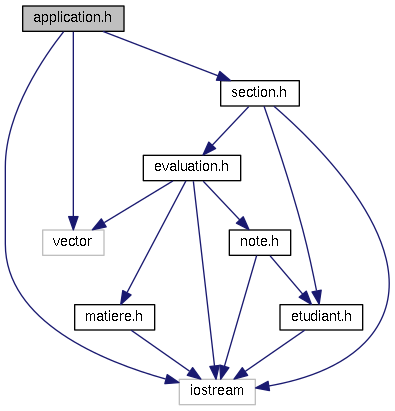 application.h
section.h
evaluation.h
vector
note.h
matiere.h
etudiant.h
iostream